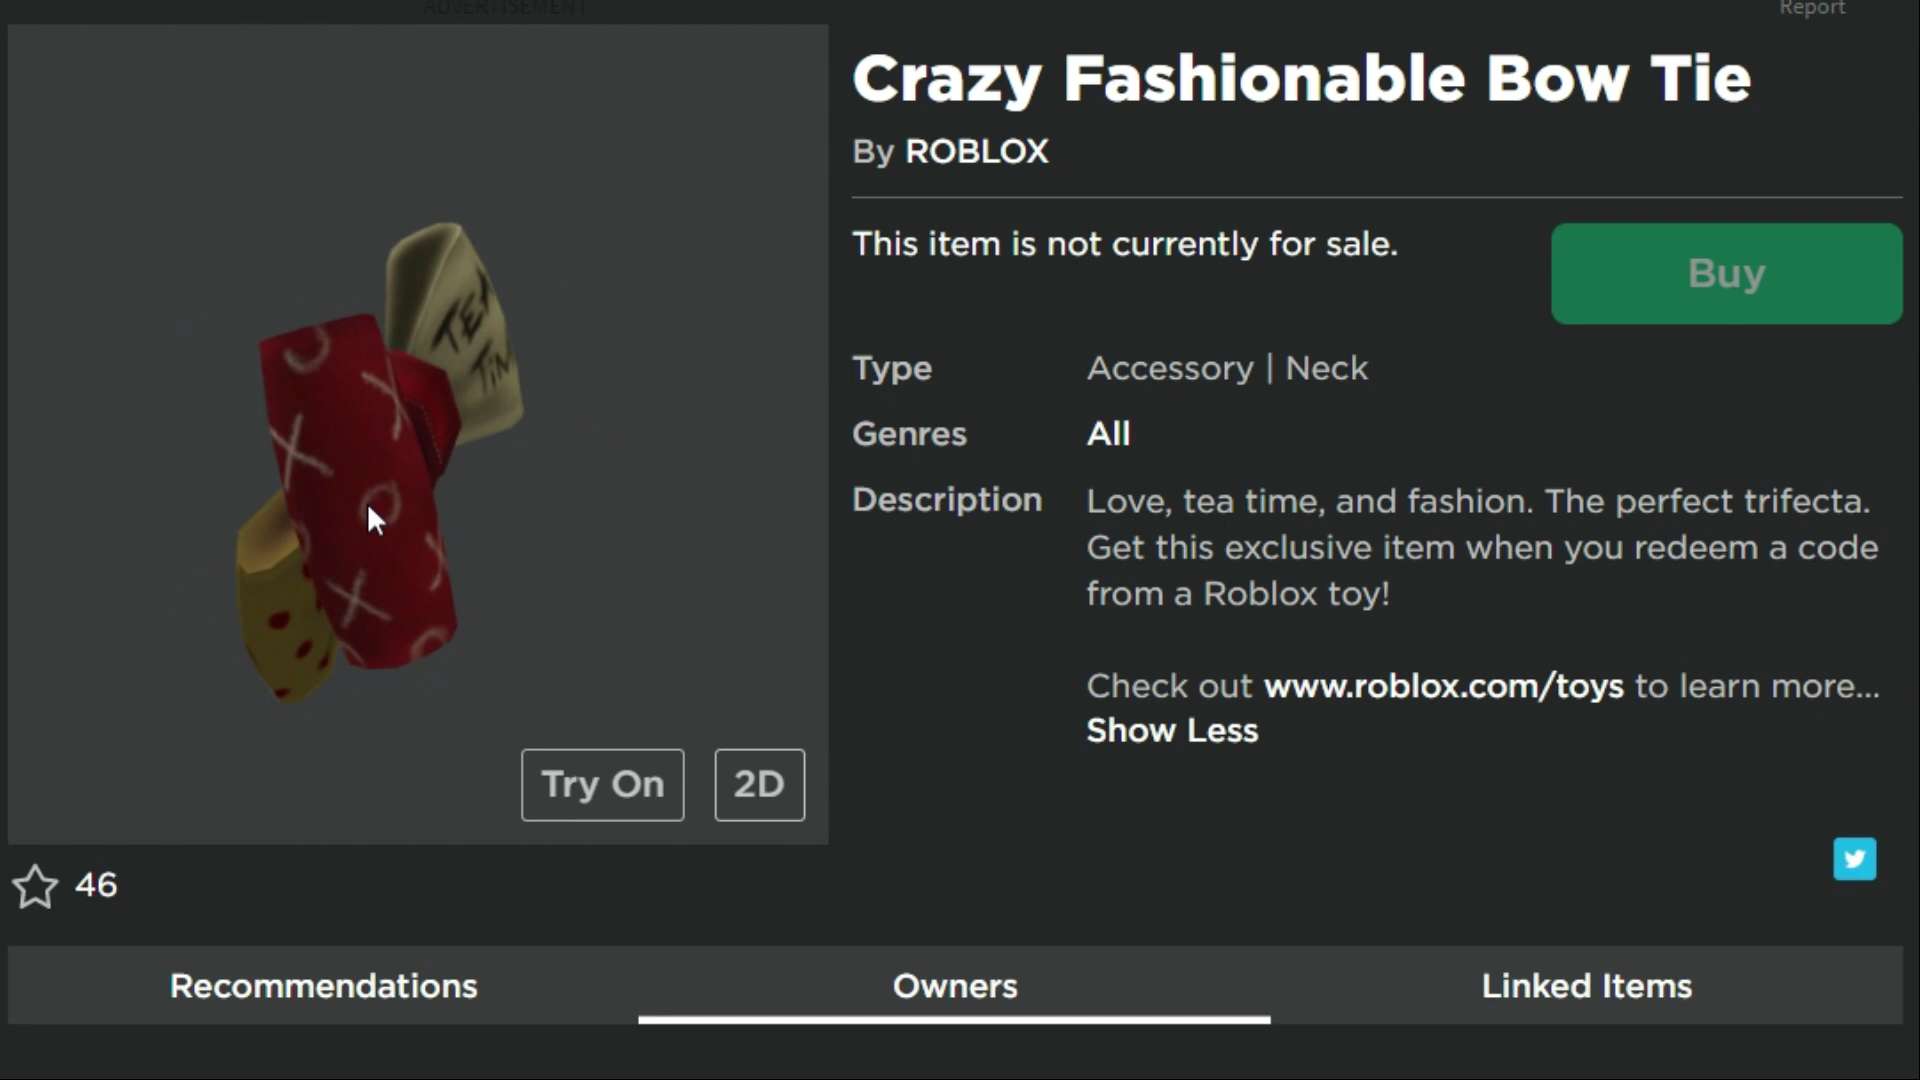 ADVERTISEMENT
Report
Crazy Fashionable Bow Tie
By ROBLOX
This item is not currently for sale.
Buy
Type
Accessory | Neck
Genres
All
Description
Love, tea time, and fashion. The perfect trifecta.
Get this exclusive item when you redeem a code
from a Roblox toy!
Check out www.roblox.com/toys to learn more...
Show Less
Try On
2D
46
Recommendations
Owners
Linked Items